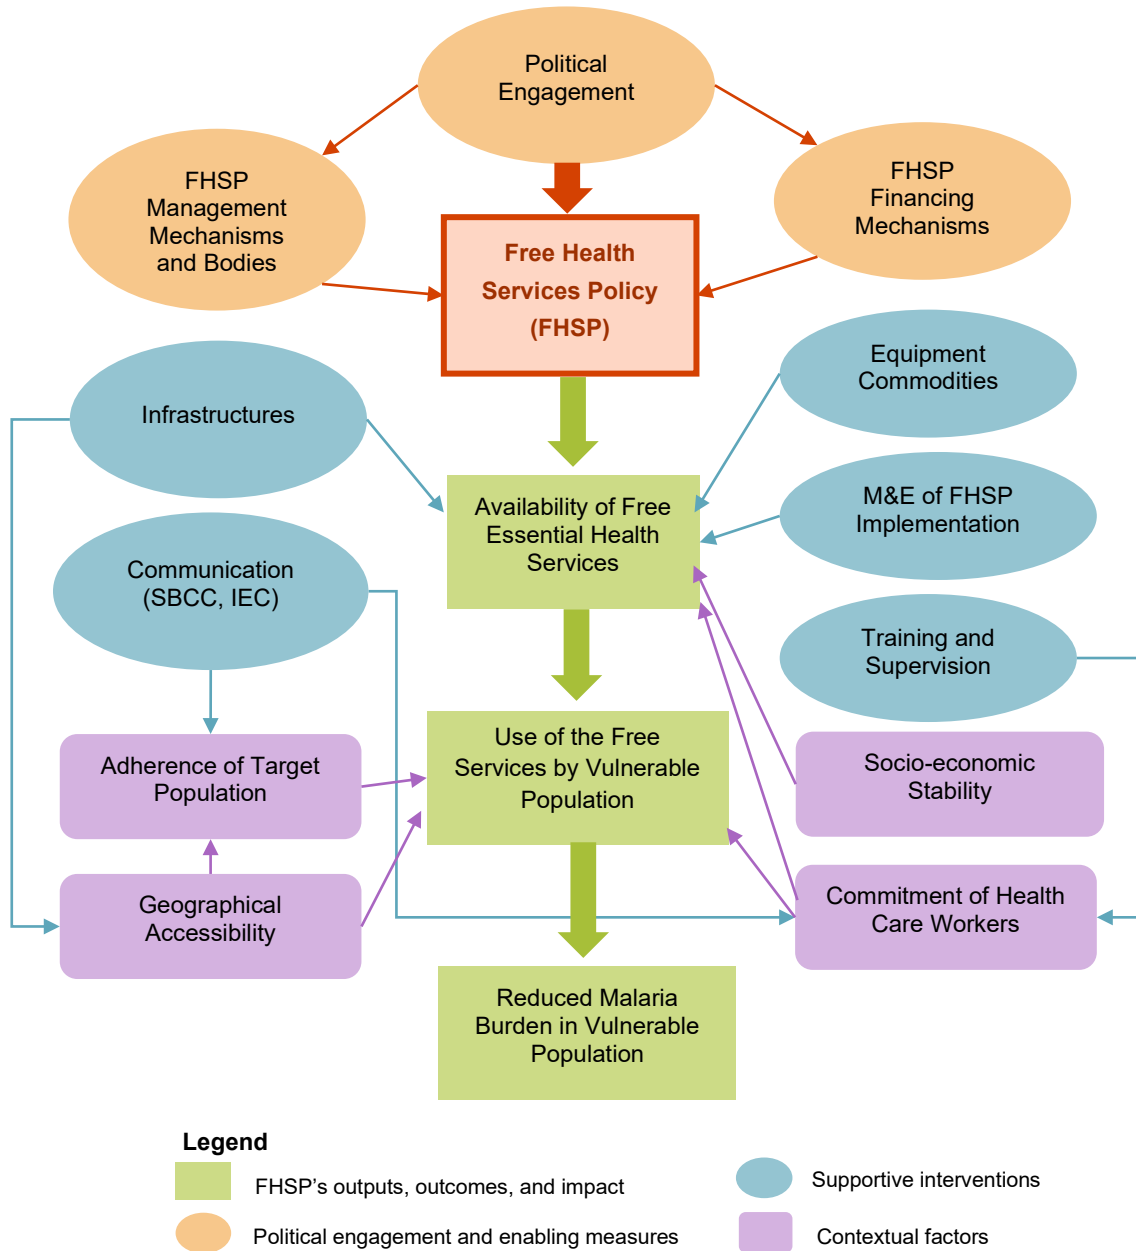 Political
Engagement
FHSP
Management
Mechanisms
and Bodies
FHSP
Financing
Mechanisms
Free Health
Services Policy
(FHSP)
Infrastructures
Equipment
Commodities
Availability of Free
Essential Health
Services
M&E of FHSP
Implementation
Communication
(SBCC, IEC)
Training and
Supervision
Adherence of Target
Population
Use of the Free
Services by Vulnerable
Population
Socio-economic
Stability
Geographical
Accessibility
Commitment of Health
Care Workers
Reduced Malaria
Burden in Vulnerable
Population
Legend
FHSP's outputs, outcomes, and impact
Supportive interventions
Political engagement and enabling measures
Contextual factors